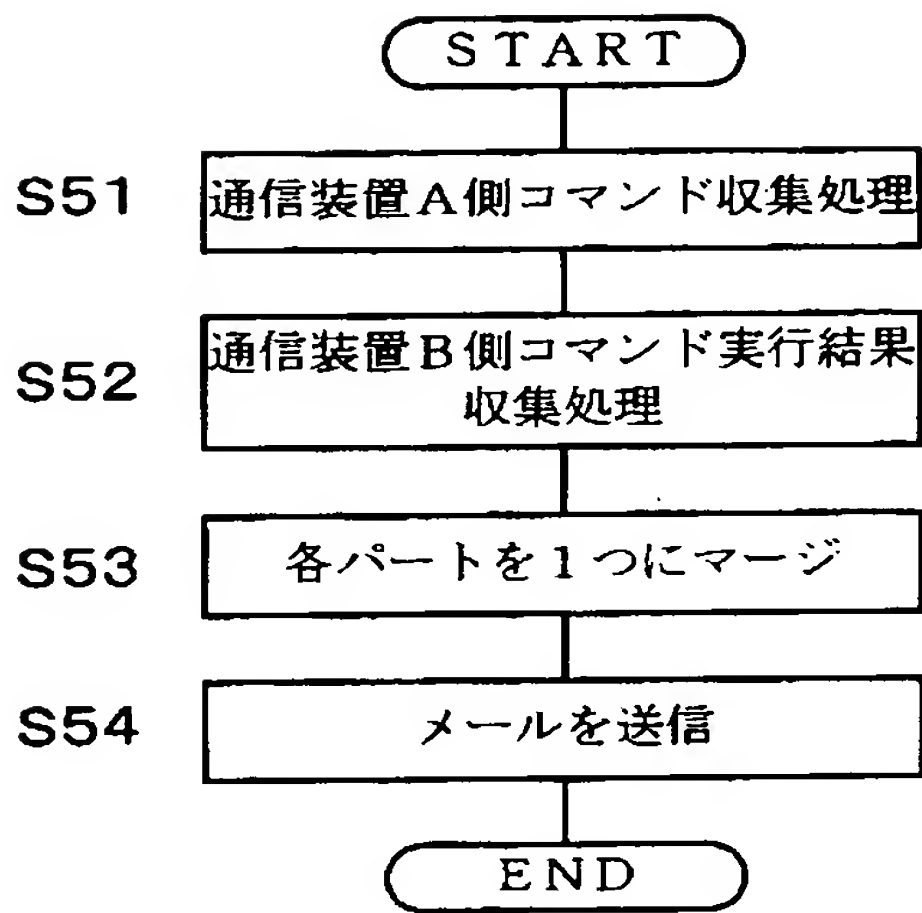 START
S51
通信装置A側コマンド収集処理
S52
通信装置B側コマンド実行結果
収集処理
S53
各パートを1つにマージ
S54
メールを送信
END